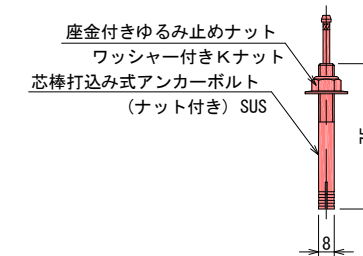 座金付きゆるみ止めナット
ワッシャー付きKナット
芯棒打込み式アンカーボルト
(ナット付き) SUS
8